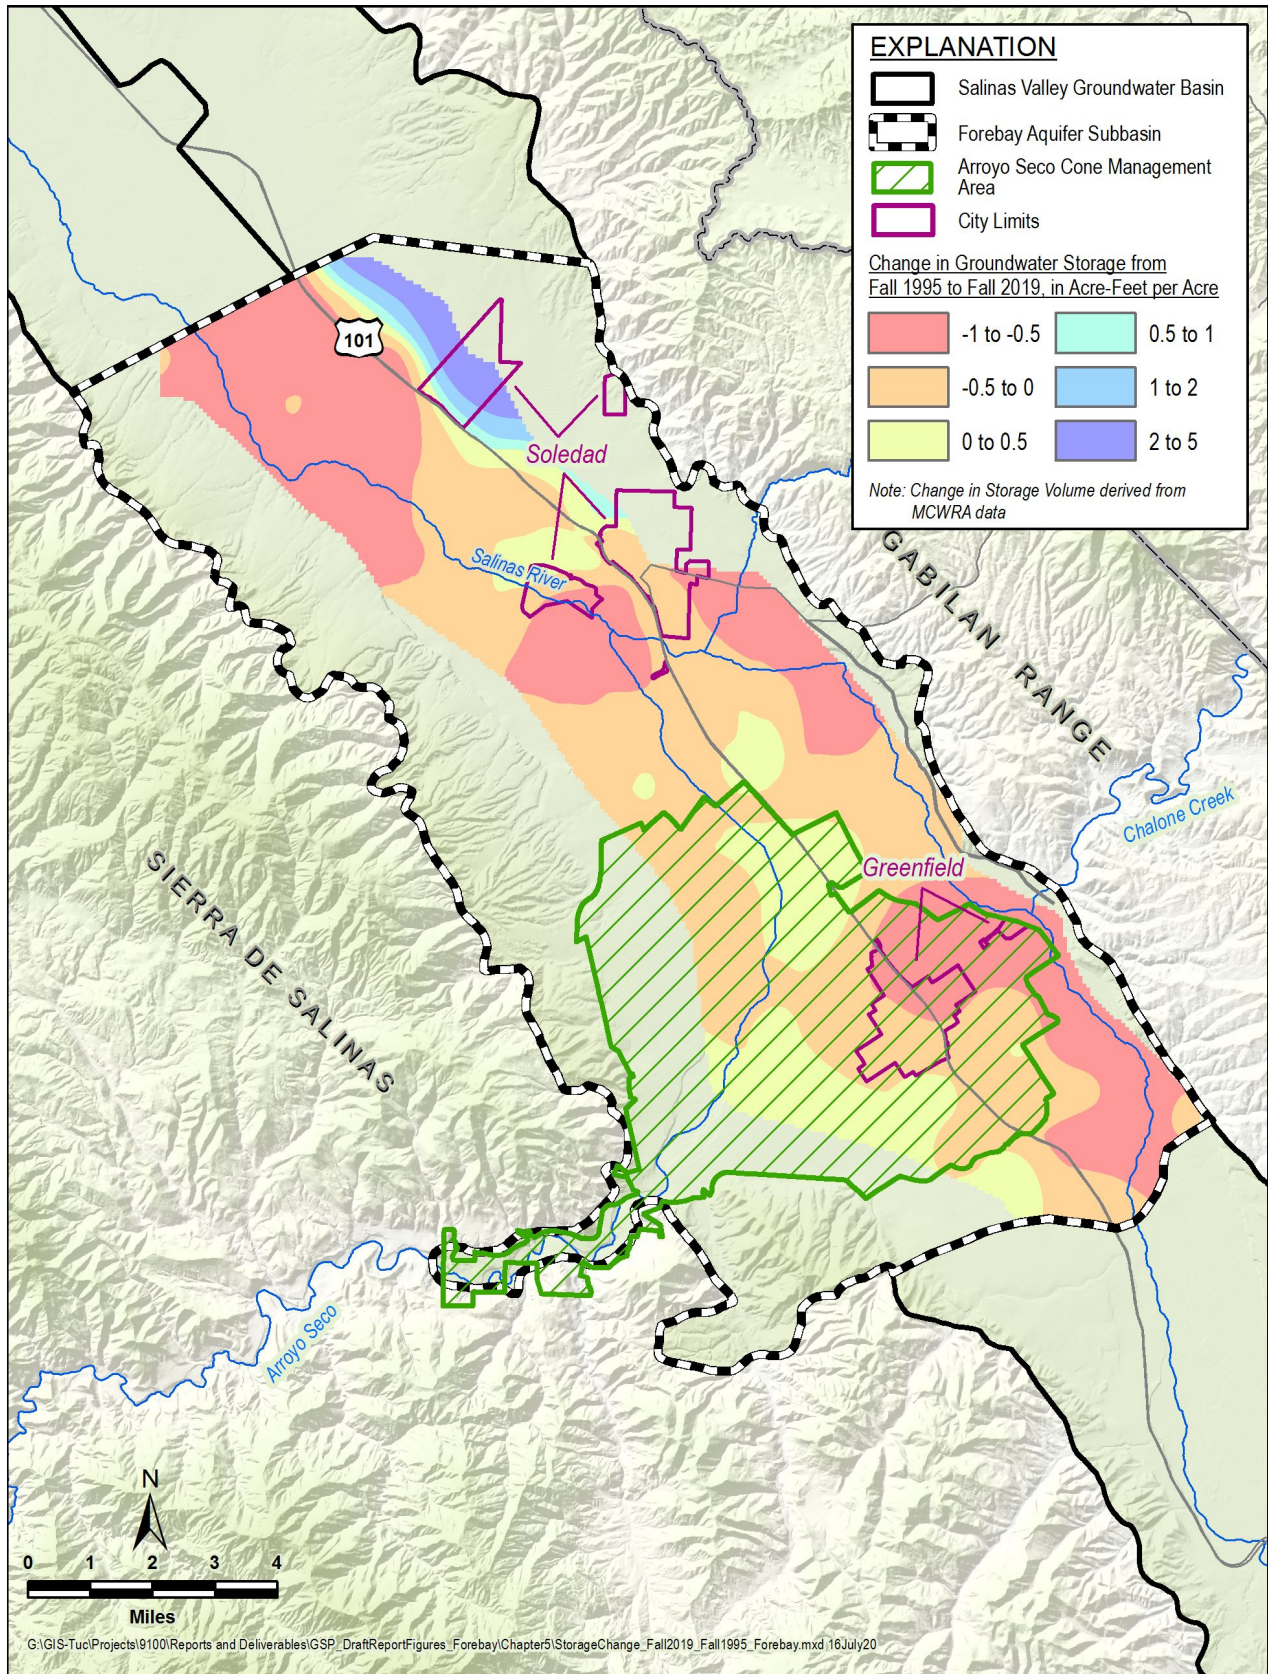 EXPLANATION
Salinas Valley Groundwater Basin
Forebay Aquifer Subbasin
Arroyo Seco Cone Management
Area
City Limits
Change in Groundwater Storage from
Fall 1995 to Fall 2019, in Acre-Feet per Acre
-1 to -0.5
0.5 to 1
-0.5 to 0
1 to 2
0 to 0.5
2 to 5
Note: Change in Storage Volume derived from
MCWRA data
101
Soledad
Salinas River
GABILAN RANGE
Chalone Creek
Greenfield
SIERRA DE SALINAS
Arroyo Seco
N
0 1 2 3 4
Miles
G:\GIS-Tuc\Projects\9100\Reports and Deliverables\GSP_DraftReportFigures_Forebay\Chapter5\StorageChange_Fall2019_Fall1995_Forebay.mxd 16July20